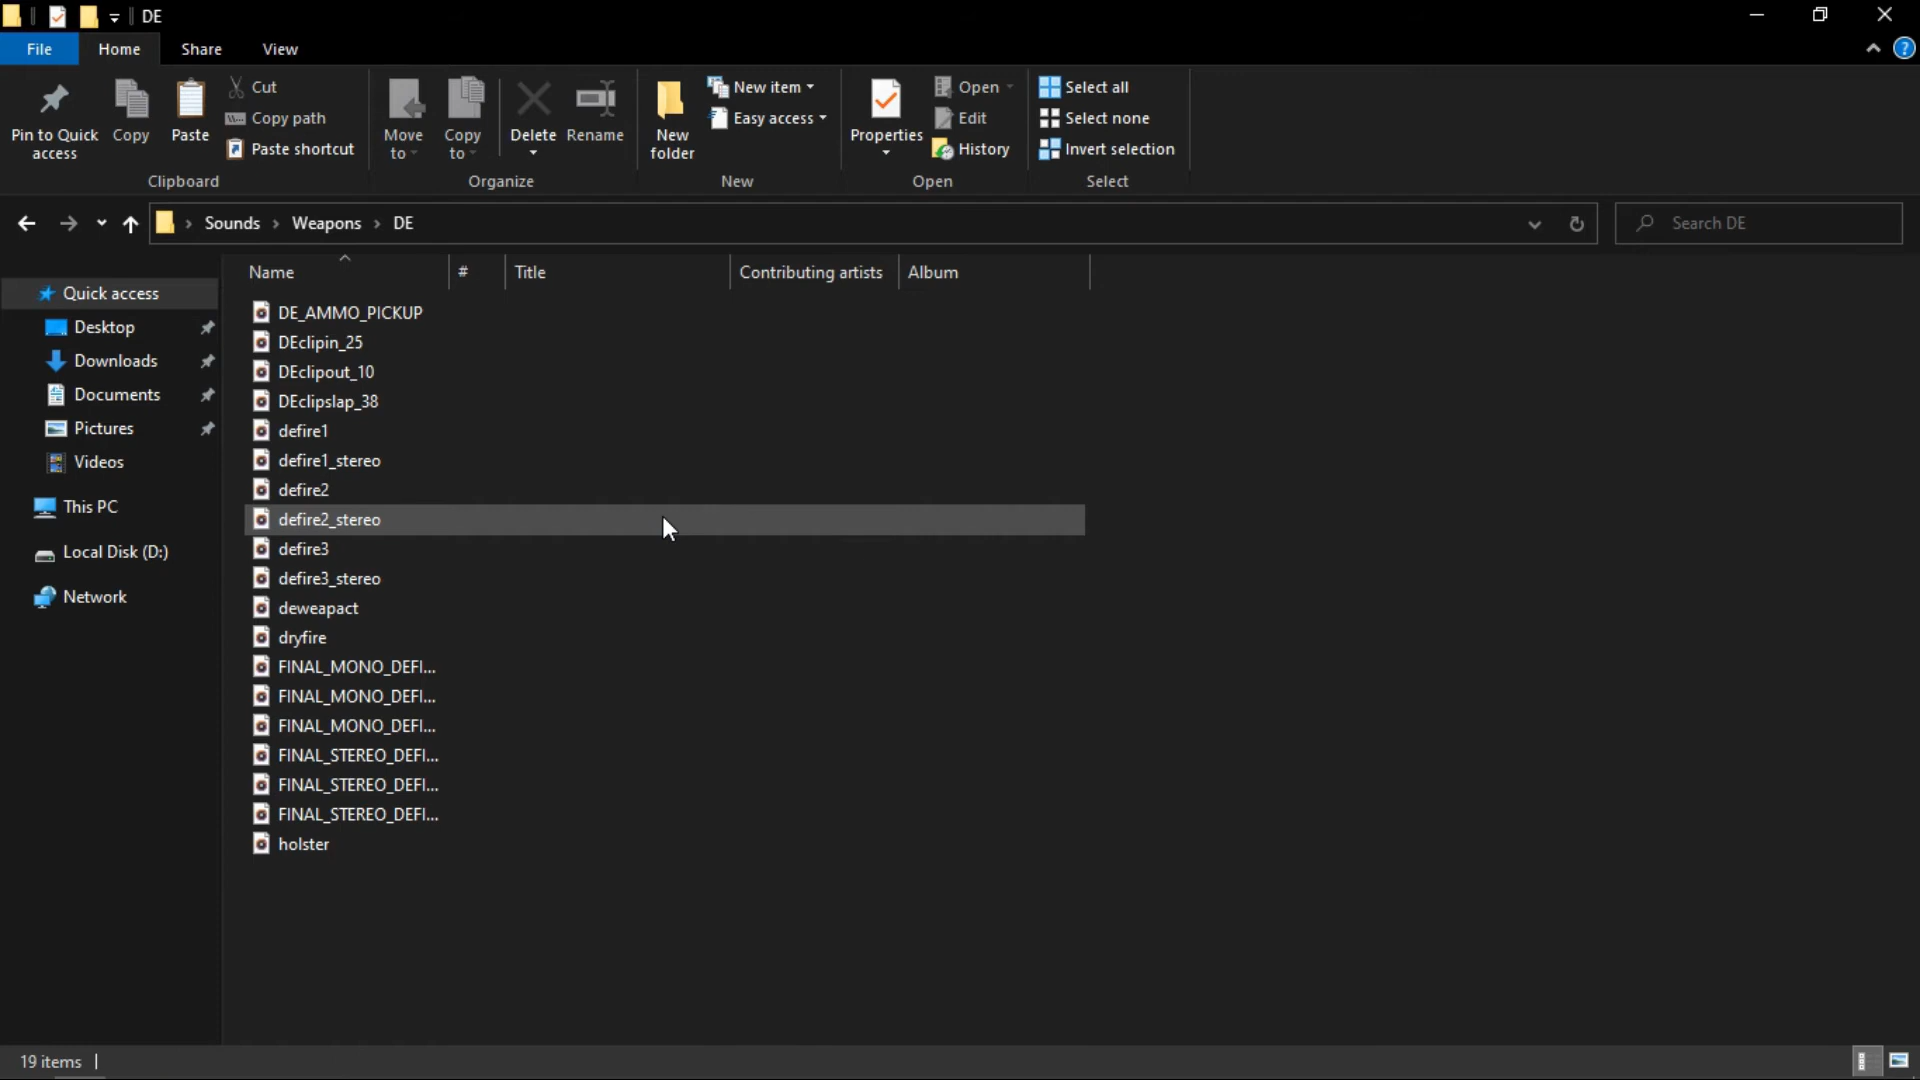 DE
File Home Share View
Pin to Quick access
Copy
Paste
Cut
Copy path
Paste shortcut
Clipboard
Move to
Copy to
Delete
Rename
Organize
New folder
New item
Easy access
New
Properties
Open
Edit
History
Open
Select all
Select none
Invert selection
Select
Sounds › Weapons › DE
Search DE
Name # Title Contributing artists Album
Quick access
Desktop
Downloads
Documents
Pictures
Videos
This PC
Local Disk (D:)
Network
DE_AMMO_PICKUP
DEclipin_25
DEclipout_10
DEclipslap_38
defire1
defire1_stereo
defire2
defire2_stereo
defire3
defire3_stereo
deweapact
dryfire
FINAL_MONO_DEFI...
FINAL_MONO_DEFI...
FINAL_MONO_DEFI...
FINAL_STEREO_DEFI...
FINAL_STEREO_DEFI...
FINAL_STEREO_DEFI...
holster
19 items